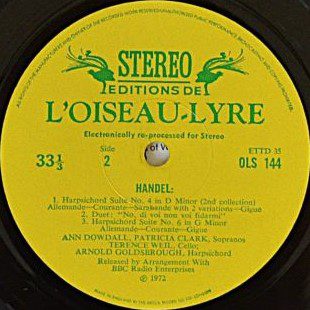 STEREO
EDITIONS DE
L'OISEAU-LYRE
Electronically re-processed for Stereo
33⅓
Side
2
ETTD 35
OLS 144
HANDEL:
1. Harpsichord Suite No. 4 in D Minor (2nd collection)
Allemande—Courante—Sarabande with 2 variations—Gigue
2. Duet: "No, di voi non vuò fidarmi"
3. Harpsichord Suite No. 6 in G Minor
Allemande—Courante—Gigue
ANN DOWDALL, PATRICIA CLARK, Sopranos
TERENCE WEIL, Cello;
ARNOLD GOLDSBROUGH, Harpsichord
Released by Arrangement With
BBC Radio Enterprises
℗ 1972